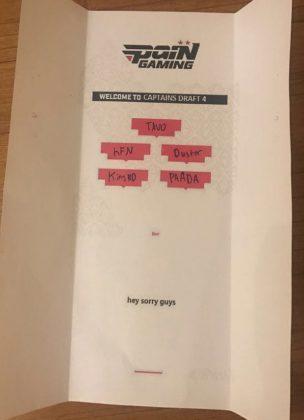 paiN
GAMING
WELCOME TO CAPTAINS DRAFT 4
TAVO
hFN Duster
KINGRD PAADA
hey sorry guys